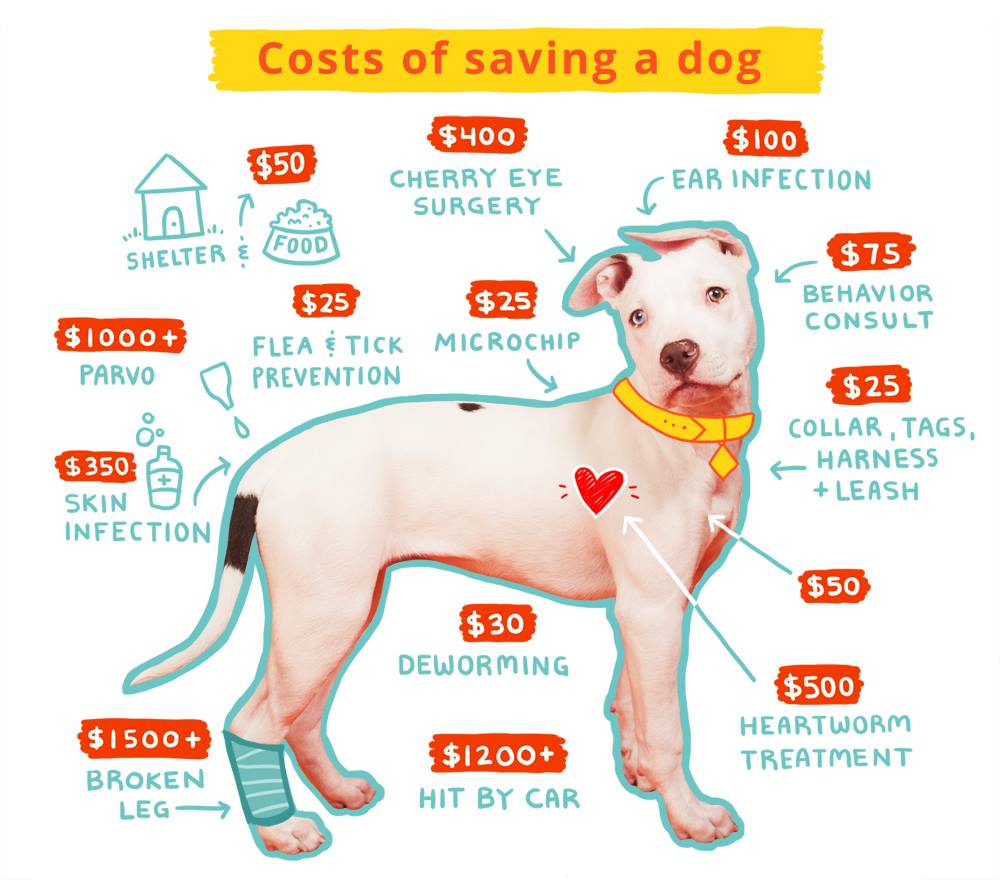 Costs of saving a dog
$50
SHELTER &
FOOD
$400
CHERRY EYE
SURGERY
$100
EAR INFECTION
$75
BEHAVIOR
CONSULT
$1000+
PARVO
$25
FLEA & TICK
PREVENTION
$25
MICROCHIP
$25
COLLAR, TAGS,
HARNESS
+ LEASH
$350
SKIN
INFECTION
$50
$30
DEWORMING
$500
HEARTWORM
TREATMENT
$1500+
BROKEN
LEG
$1200+
HIT BY CAR